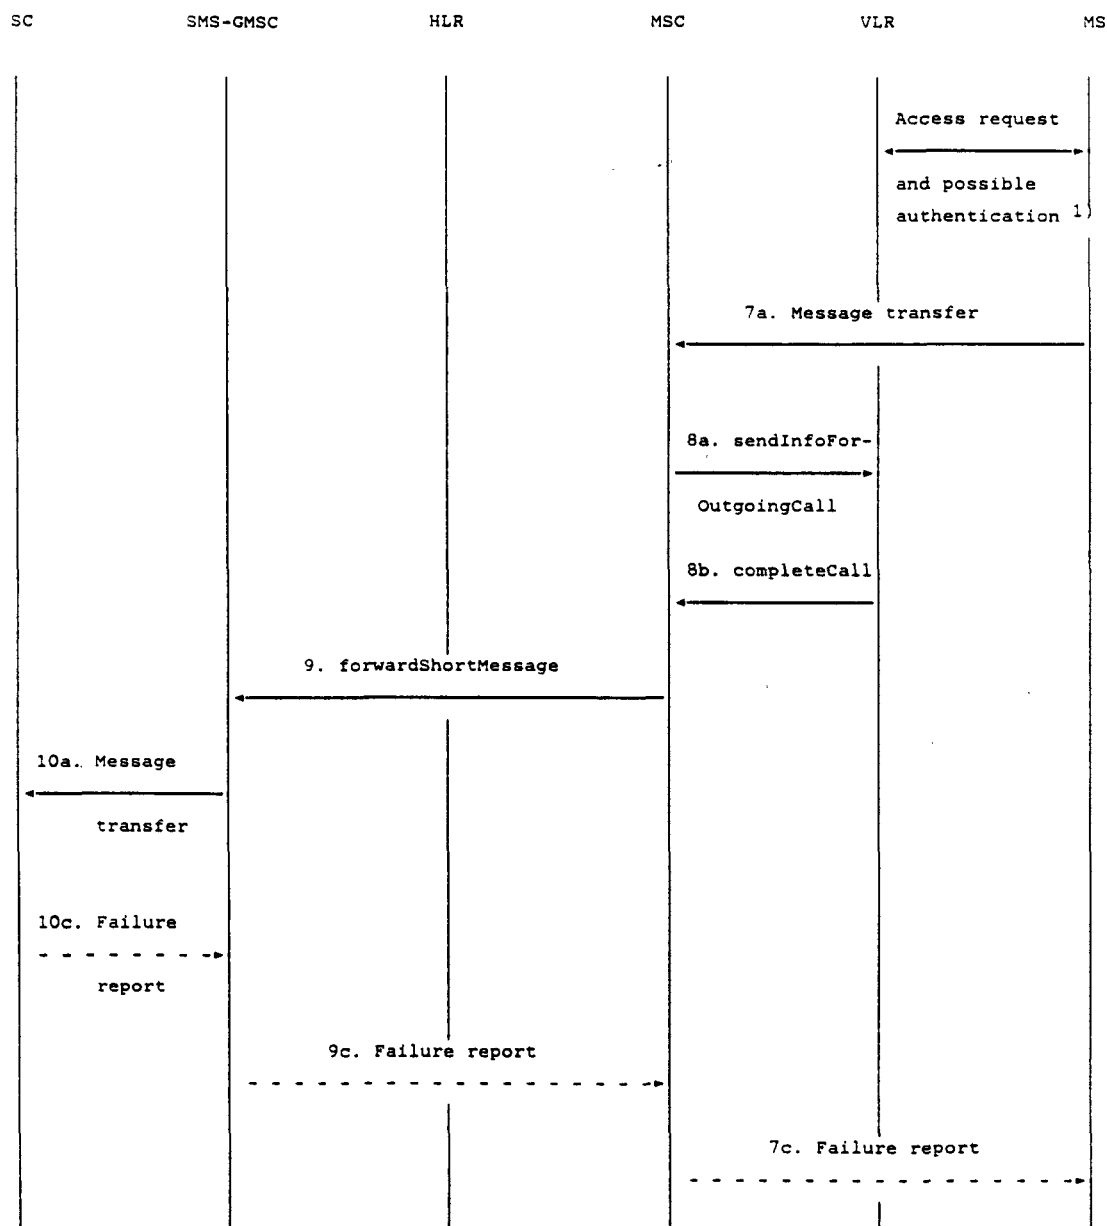 SC SMS-GMSC HLR MSC VLR MS
Access request
and possible
authentication 1)
7a. Message transfer
8a. sendInfoFor-
OutgoingCall
8b. completeCall
9. forwardShortMessage
10a. Message
transfer
10c. Failure
report
9c. Failure report
7c. Failure report